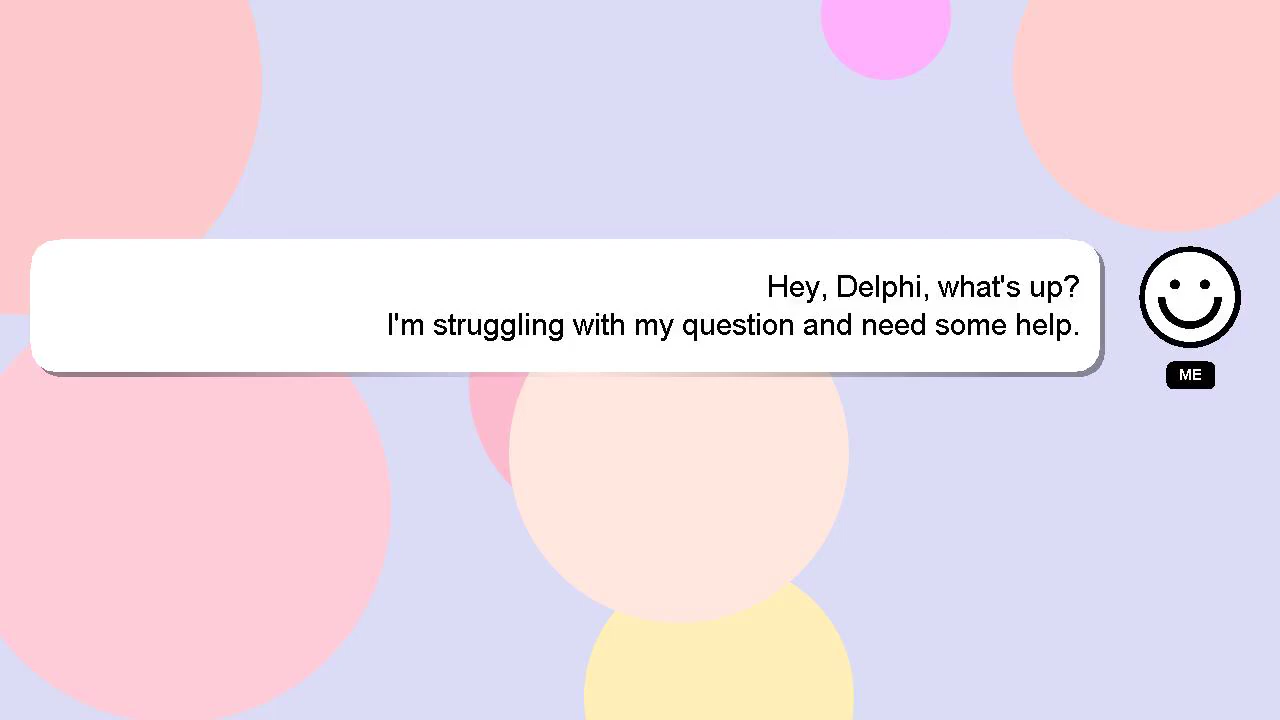 Hey, Delphi, what's up?
I'm struggling with my question and need some help.
ME